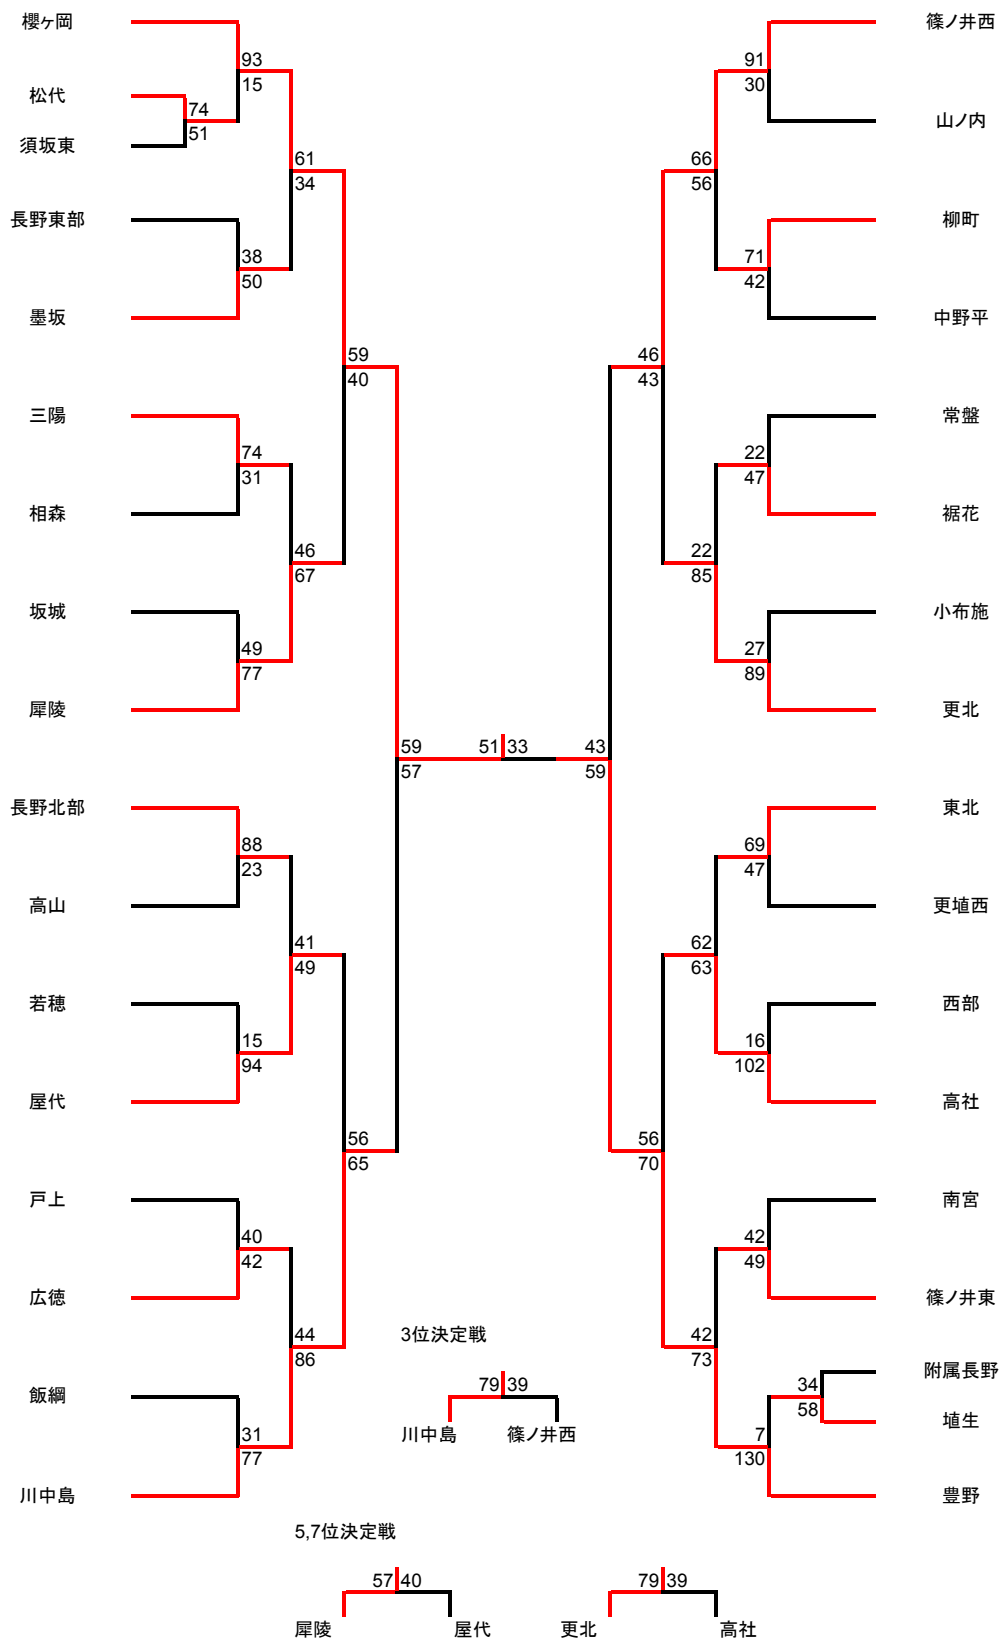 櫻ヶ岡
篠ノ井西
93
15
91
30
松代
74
51
山ノ内
須坂東
61
34
66
56
長野東部
柳町
38
50
71
42
墨坂
中野平
59
40
46
43
三陽
常盤
74
31
22
47
相森
裾花
46
67
22
85
坂城
小布施
49
77
27
89
犀陵
更北
59
57
51 33
43
59
長野北部
東北
88
23
69
47
高山
更埴西
41
49
62
63
若穂
西部
15
94
16
102
屋代
高社
56
65
56
70
戸上
南宮
40
42
42
49
広徳
篠ノ井東
44
86
3位決定戦
42
73
附属長野
飯綱
79 39
34
58
川中島 篠ノ井西
埴生
31
77
7
130
川中島
豊野
5,7位決定戦
57 40
79 39
犀陵 屋代
更北 高社